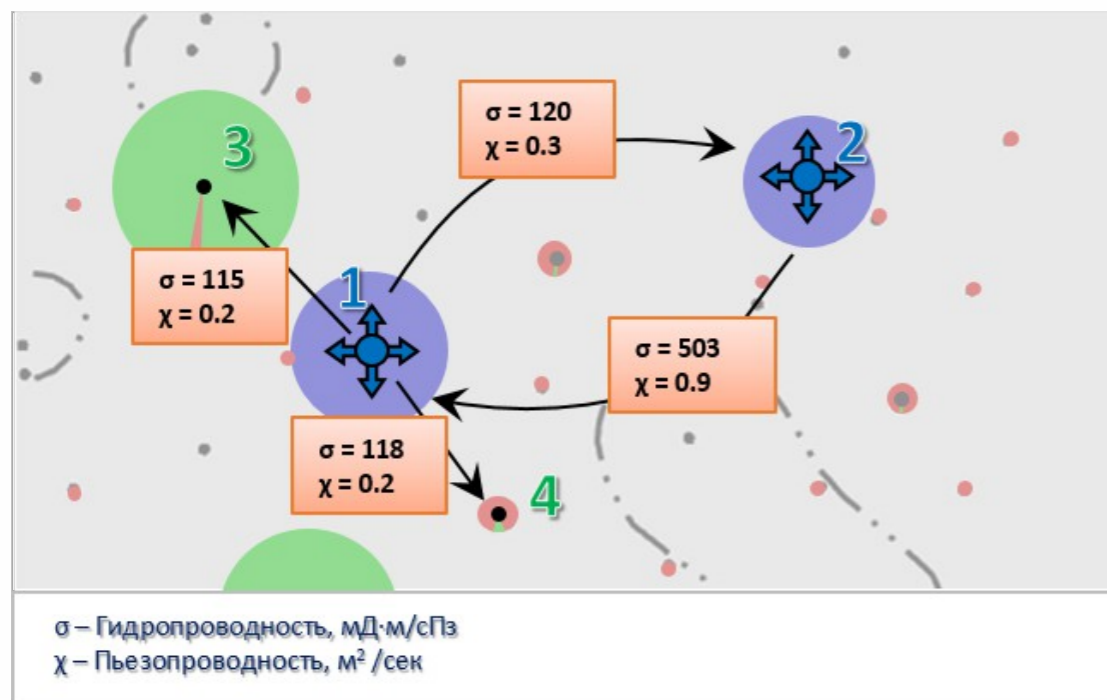 3
σ = 120
χ = 0.3
2
σ = 115
χ = 0.2
1
σ = 503
χ = 0.9
σ = 118
χ = 0.2
4
σ – Гидропроводность, мД·м/сПз
χ – Пьезопроводность, м² /сек